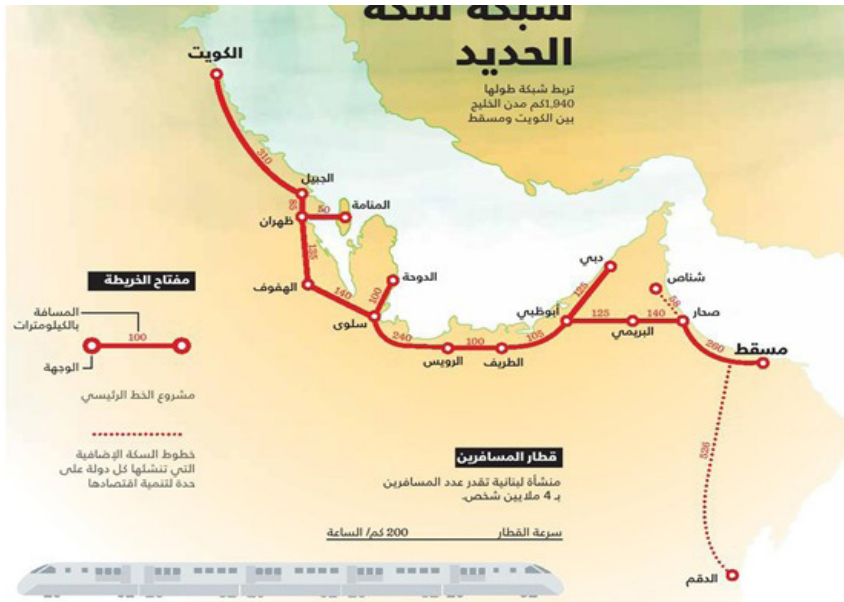 شبكة سكة
الحديد
تربط شبكة طولها
1,940كم مدن الخليج
بين الكويت ومسقط
الكويت
310
الجبيل
85
ظهران
50
المنامة
135
الهفوف
140
سلوى
100
الدوحة
240
الرويس
100
الطريف
105
أبوظبي
125
دبي
125
البريمي
140
صحار
58
شناص
260
مسقط
526
الدقم
مفتاح الخريطة
المسافة
بالكيلومترات
100
الوجهة
مشروع الخط الرئيسي
خطوط السكة الإضافية
التي تنشئها كل دولة على
حدة لتنمية اقتصادها
قطار المسافرين
منشأة لبنانية تقدر عدد المسافرين
بـ 4 ملايين شخص.
سرعة القطار 200 كم/ الساعة